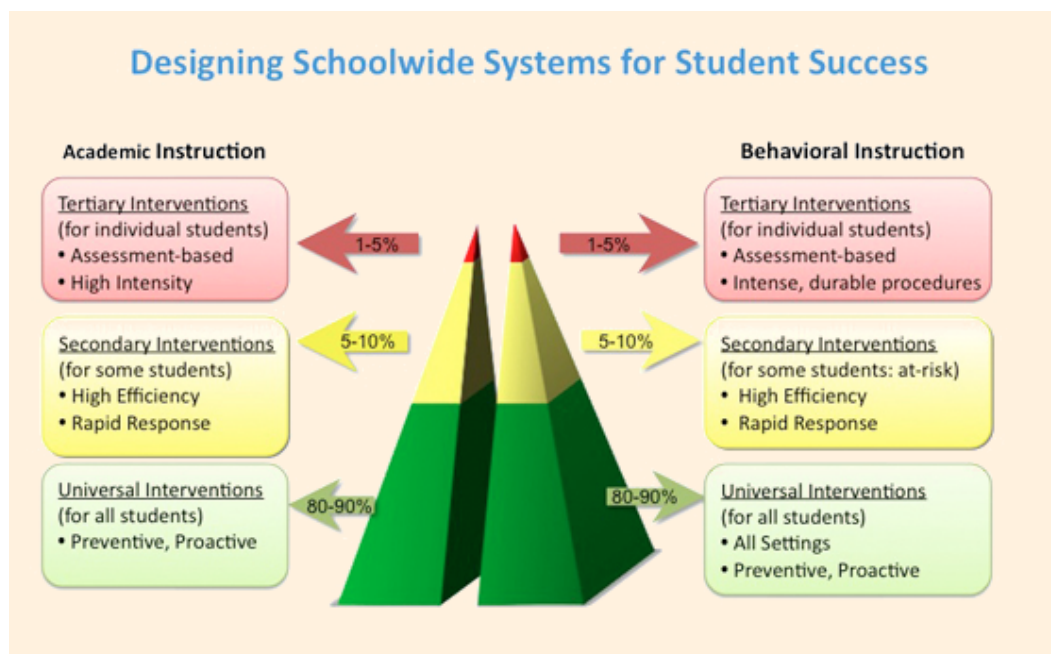 Designing Schoolwide Systems for Student Success
Academic Instruction
Tertiary Interventions
(for individual students)
• Assessment-based
• High Intensity
1-5%
Secondary Interventions
(for some students)
• High Efficiency
• Rapid Response
5-10%
Universal Interventions
(for all students)
• Preventive, Proactive
80-90%
Behavioral Instruction
1-5%
Tertiary Interventions
(for individual students)
• Assessment-based
• Intense, durable procedures
5-10%
Secondary Interventions
(for some students: at-risk)
• High Efficiency
• Rapid Response
80-90%
Universal Interventions
(for all students)
• All Settings
• Preventive, Proactive